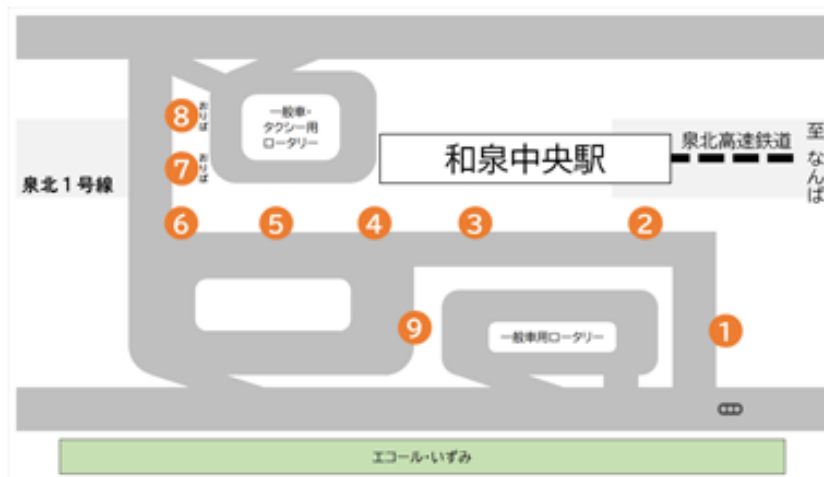 8
おりば
一般車・
タクシー用
ロータリー
7
おりば
和泉中央駅
泉北高速鉄道
至なんば
泉北1号線
6
5
4
3
2
9
一般車用ロータリー
1
エコール・いずみ